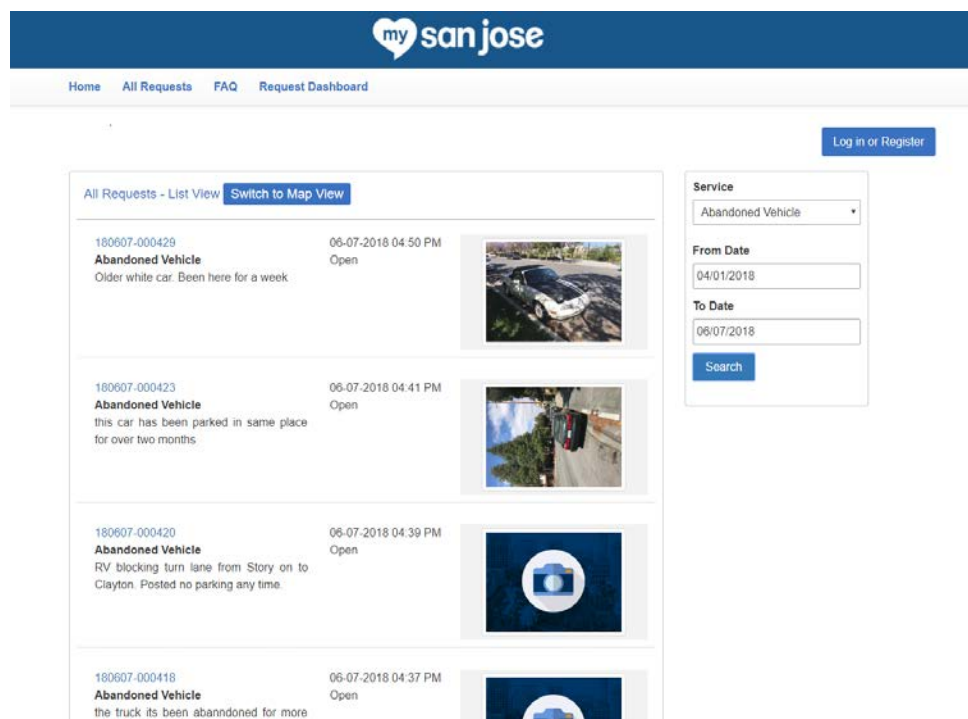 my san jose
Home All Requests FAQ Request Dashboard
Log in or Register
All Requests - List View Switch to Map View
180607-000429 06-07-2018 04:50 PM
Abandoned Vehicle Open
Older white car. Been here for a week
180607-000423 06-07-2018 04:41 PM
Abandoned Vehicle Open
this car has been parked in same place
for over two months
180607-000420 06-07-2018 04:39 PM
Abandoned Vehicle Open
RV blocking turn lane from Story on to
Clayton. Posted no parking any time.
180607-000418 06-07-2018 04:37 PM
Abandoned Vehicle Open
the truck its been abanndoned for more
Service
Abandoned Vehicle
From Date
04/01/2018
To Date
06/07/2018
Search